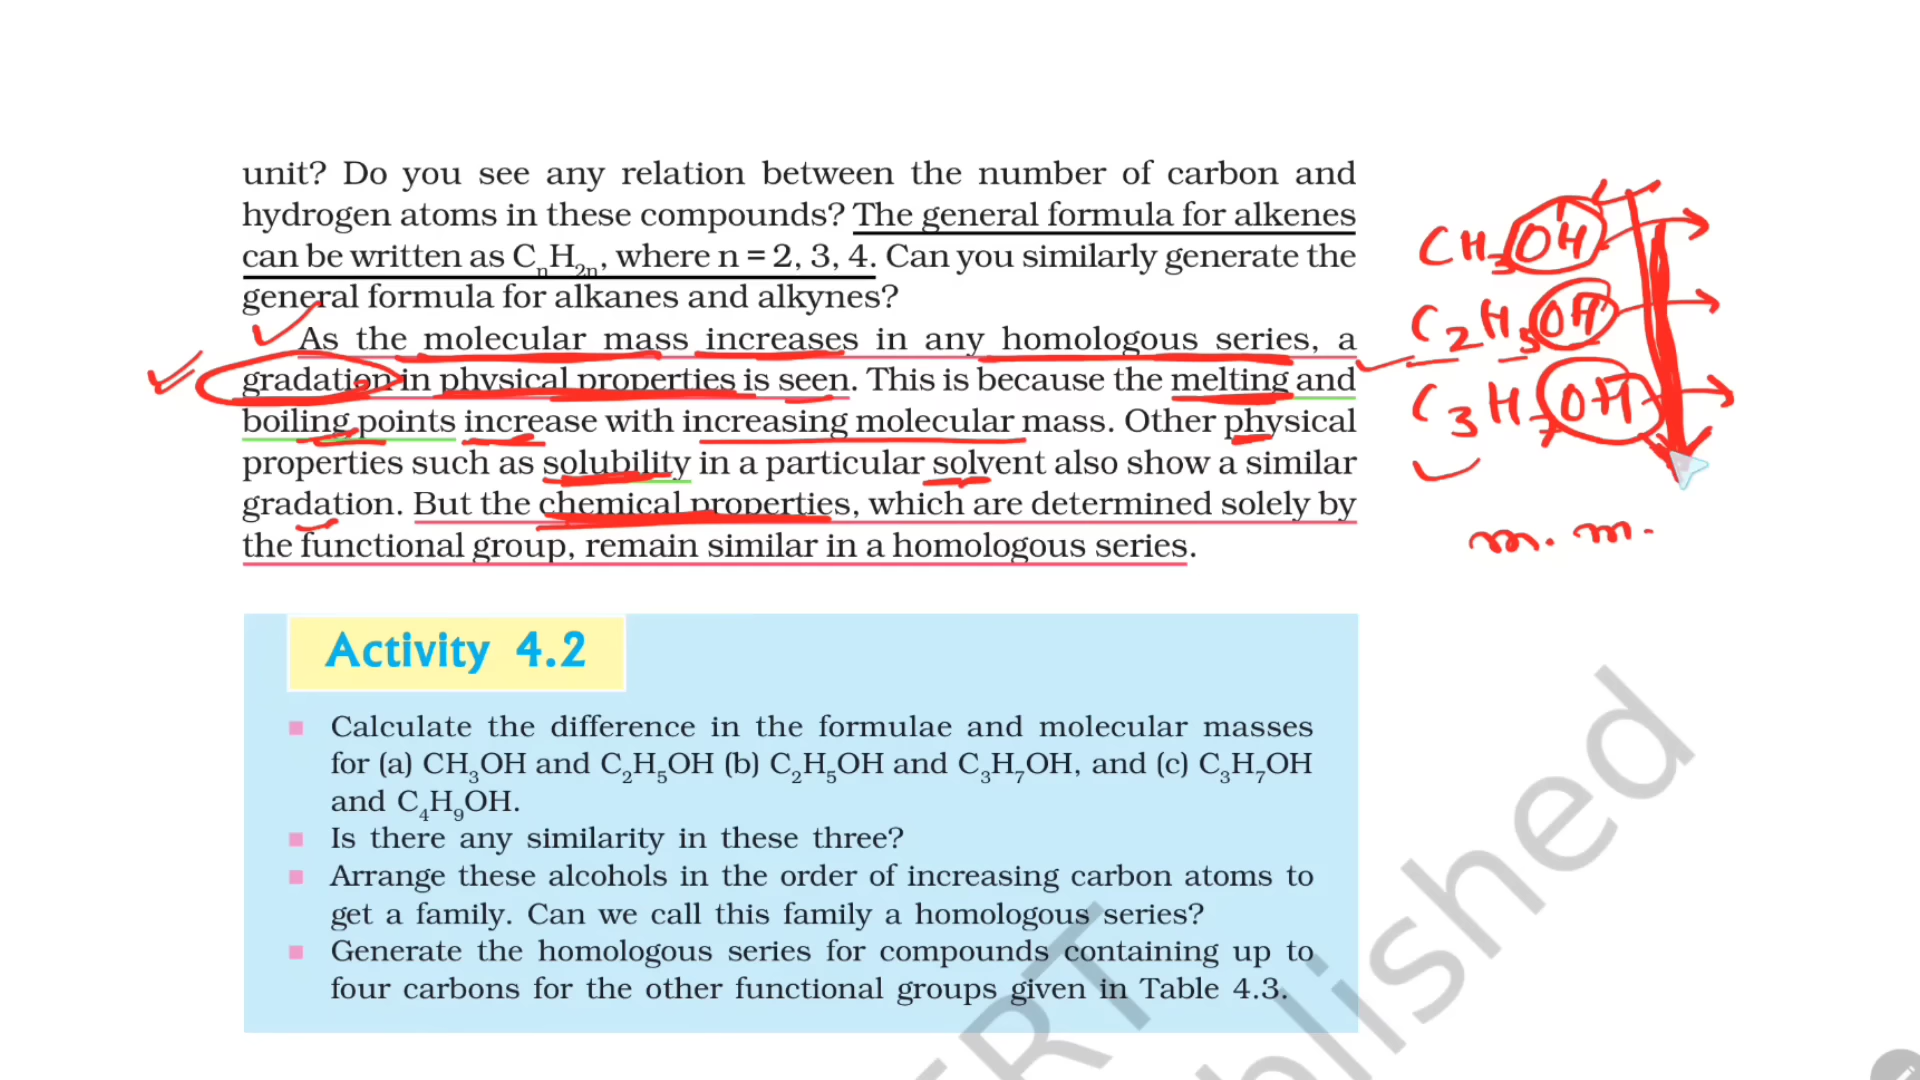 unit? Do you see any relation between the number of carbon and
hydrogen atoms in these compounds? The general formula for alkenes
can be written as CₙH₂ₙ, where n = 2, 3, 4. Can you similarly generate the
general formula for alkanes and alkynes?
As the molecular mass increases in any homologous series, a
gradation in physical properties is seen. This is because the melting and
boiling points increase with increasing molecular mass. Other physical
properties such as solubility in a particular solvent also show a similar
gradation. But the chemical properties, which are determined solely by
the functional group, remain similar in a homologous series.
CH₃OH
C₂H₅OH
C₃H₇OH
m. m.
Activity 4.2
Calculate the difference in the formulae and molecular masses
for (a) CH₃OH and C₂H₅OH (b) C₂H₅OH and C₃H₇OH, and (c) C₃H₇OH
and C₄H₉OH.
Is there any similarity in these three?
Arrange these alcohols in the order of increasing carbon atoms to
get a family. Can we call this family a homologous series?
Generate the homologous series for compounds containing up to
four carbons for the other functional groups given in Table 4.3.